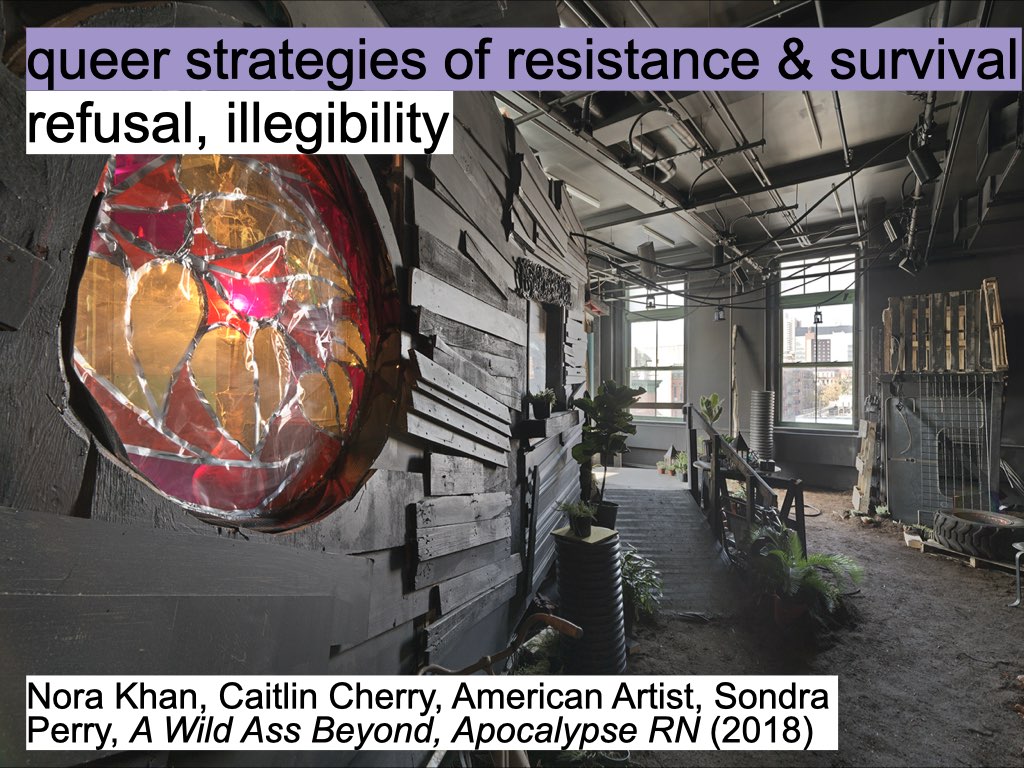 queer strategies of resistance & survival
refusal, illegibility
Nora Khan, Caitlin Cherry, American Artist, Sondra
Perry, A Wild Ass Beyond, Apocalypse RN (2018)